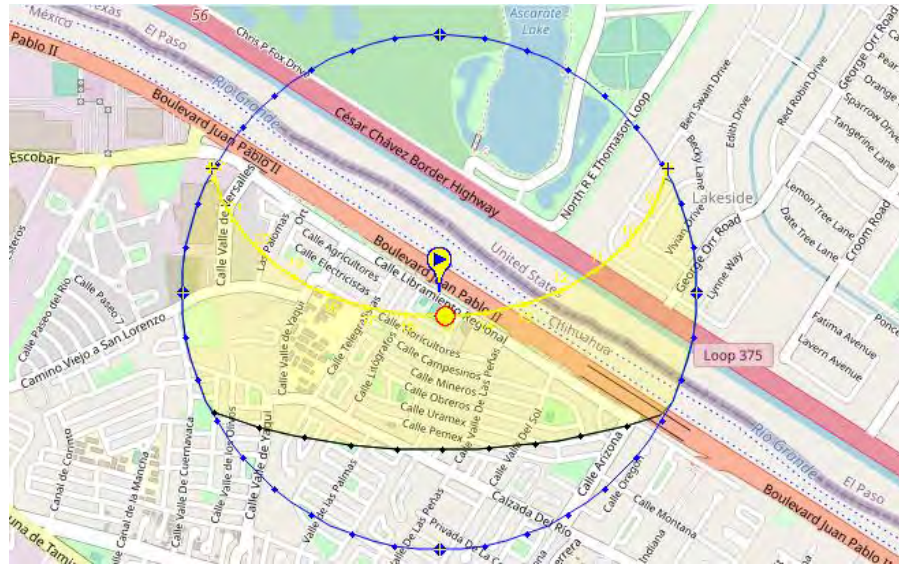 56
Texas
México
El Paso
Ascarate
Lake
Chris P Fox Drive
Pablo II
Rio Grande
Boulevard Juan Pablo II
César Chávez Border Highway
North R E Thomason Loop
Ben Swain Drive
Edith Drive
Red Robin Drive
George Orr Road
Pear
Orange
Sparrow Drive
Tangerine Lane
Becky Lane
Escobar
Calle Valle de Versalles
Lakeside
Lemon Tree Lane
Date Tree Lane
Croom Road
Vivian Drive
George Orr Road
Lynne Way
Las Palomas
Ort
Calle Agricultores
Calle Electricistas
Boulevard Juan Pablo II
Calle Libramiento Regional
United State
Chihuahua
Calle Paseo del Río
Calle Paseo 7
Camino Viejo a San Lorenzo
Calle Valle de Yaqui
Calle Telegrafistas
Calle Litógrafos
Calle Floricultores
Calle Campesinos
Calle Mineros
Calle Obreros
Calle Uramex
Calle Pemex
Calle Valle De Las Peñas
Calle Valle Del Sol
Loop 375
Ponce
Fatima Avenue
Lavern Avenue
Canal de Corinto
Calle Canal de la Mancha
Calle Valle De Cuernavaca
Calle Valle de los Olivos
Calle Valle de Yaqui
Valle de las Palmas
Calle Valle De Las Peñas
Privada De La
Calzada Del Río
Calle Arizona
Calle Oregon
Calle Montana
Indiana
Rio Grande
El Paso
Boulevard Juan Pablo